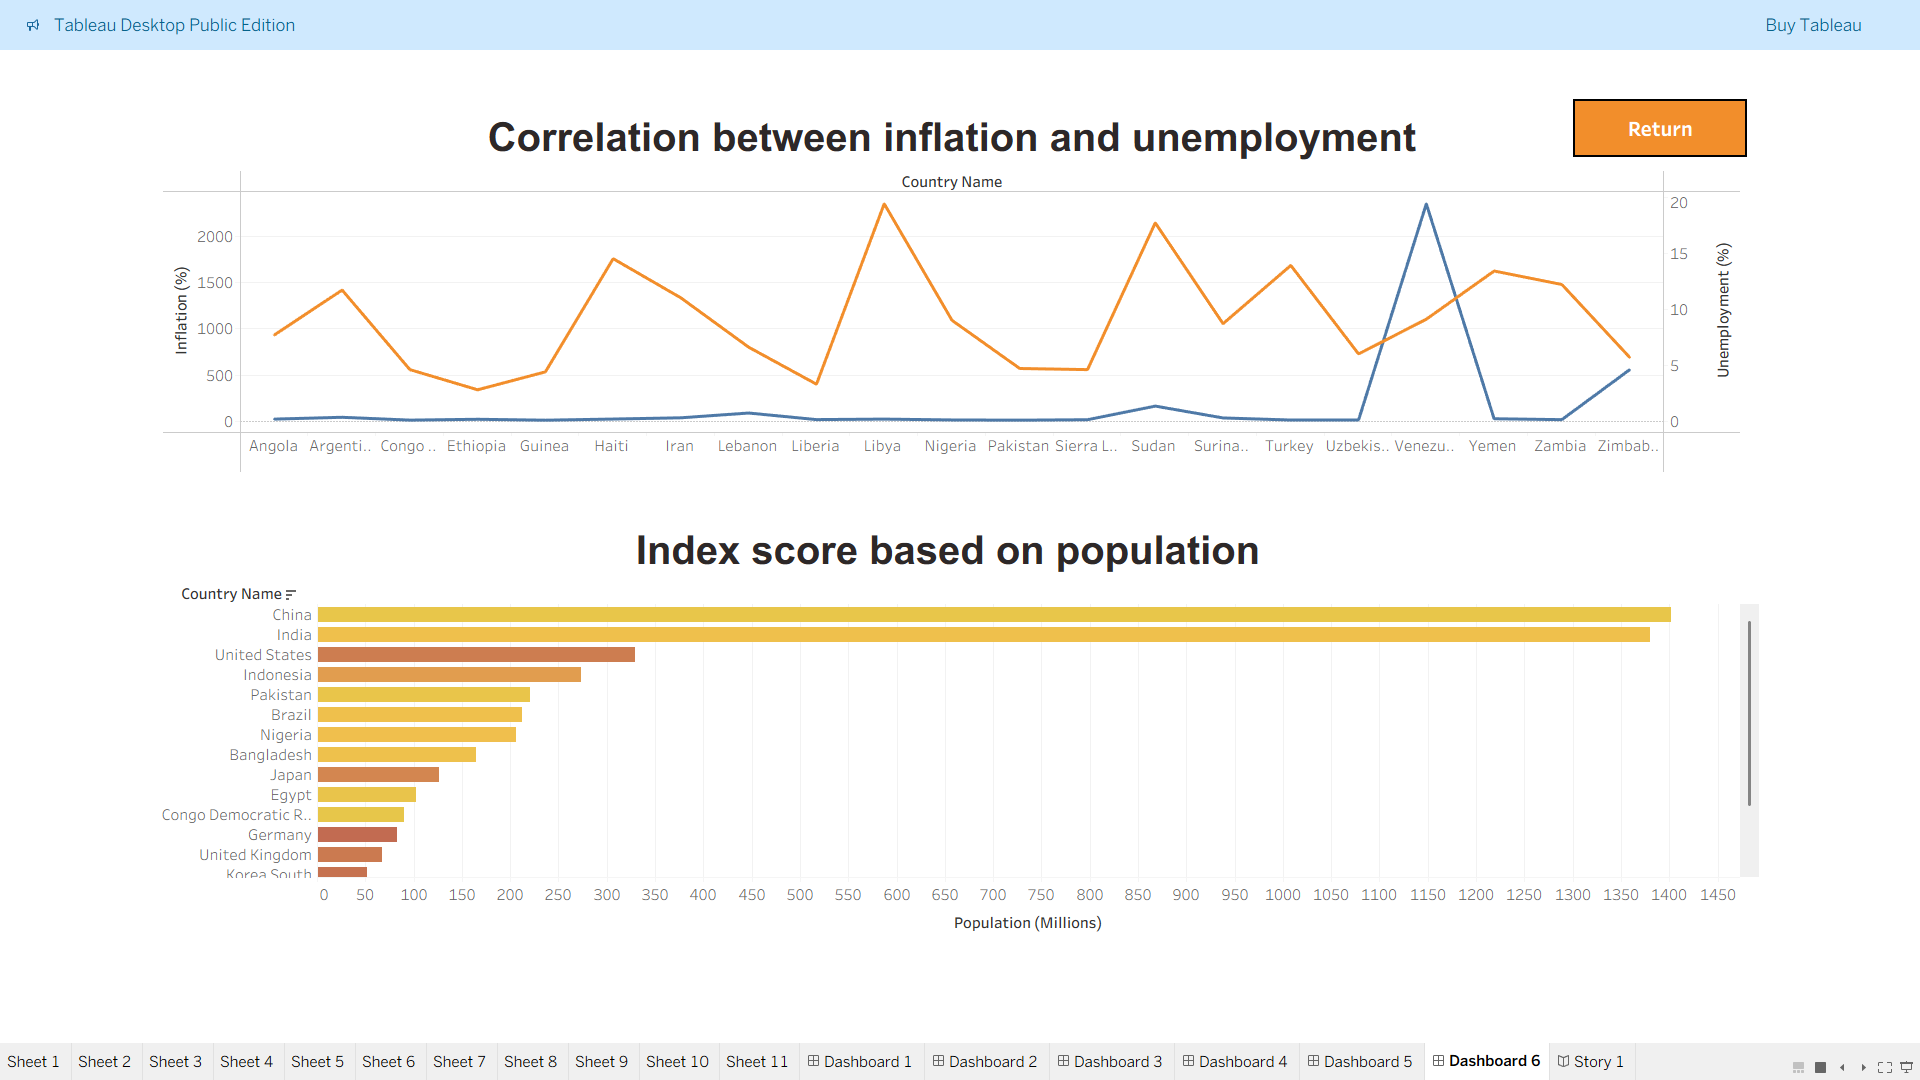 Tableau Desktop Public Edition
Buy Tableau
Correlation between inflation and unemployment
Return
Country Name
Inflation (%)
2000
1500
1000
500
0
20
15
10
5
0
Unemployment (%)
Angola Argenti.. Congo .. Ethiopia Guinea Haiti Iran Lebanon Liberia Libya Nigeria Pakistan Sierra L.. Sudan Surina.. Turkey Uzbekis.. Venezu.. Yemen Zambia Zimbab..
Index score based on population
Country Name
China
India
United States
Indonesia
Pakistan
Brazil
Nigeria
Bangladesh
Japan
Egypt
Congo Democratic R..
Germany
United Kingdom
Korea South
0 50 100 150 200 250 300 350 400 450 500 550 600 650 700 750 800 850 900 950 1000 1050 1100 1150 1200 1250 1300 1350 1400 1450
Population (Millions)
Sheet 1 Sheet 2 Sheet 3 Sheet 4 Sheet 5 Sheet 6 Sheet 7 Sheet 8 Sheet 9 Sheet 10 Sheet 11 Dashboard 1 Dashboard 2 Dashboard 3 Dashboard 4 Dashboard 5 Dashboard 6 Story 1